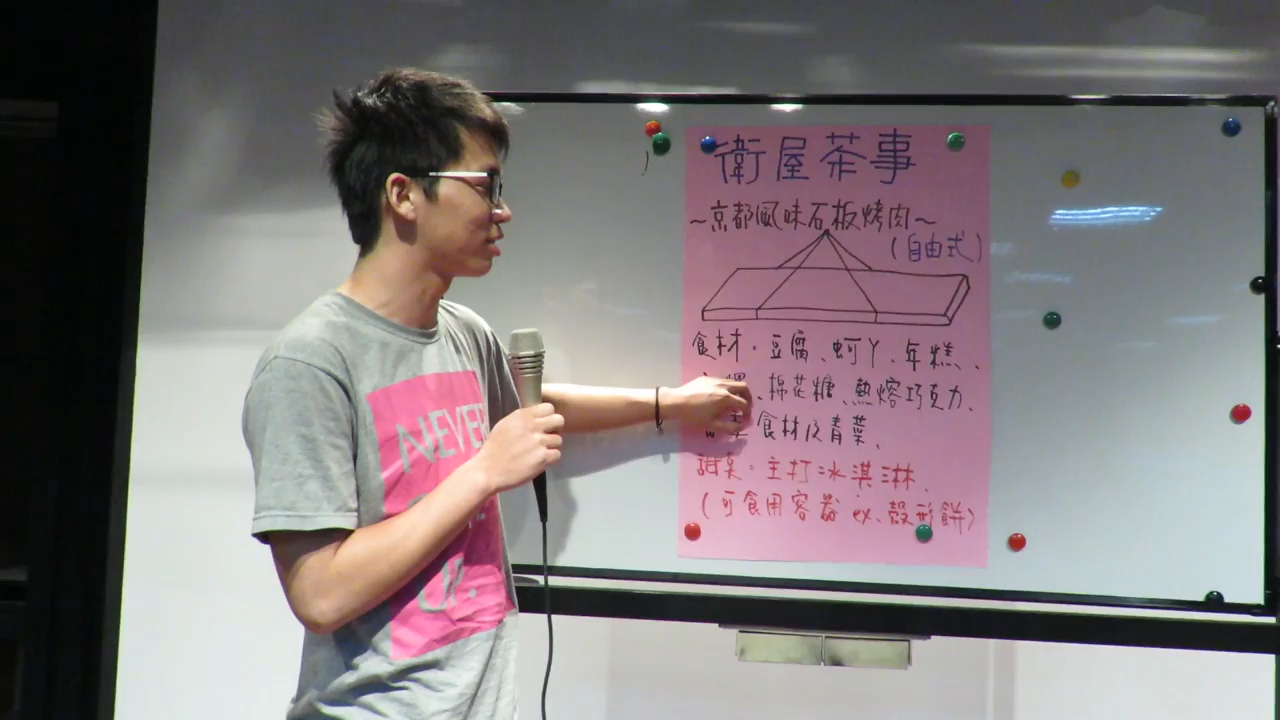 衛屋茶事
~京都風味石板烤肉~
(自由式)
食材:豆腐、蚵丫、年糕、
、棉花糖、熱熔巧克力、
食材及青菜、
甜点:主打冰淇淋、
(可食用容器 ex.殼形餅)
NEVER